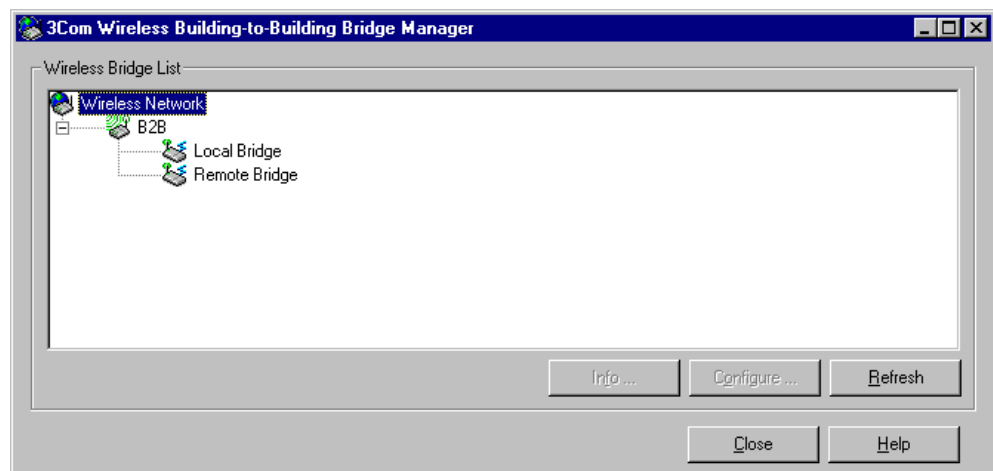 3Com Wireless Building-to-Building Bridge Manager
Wireless Bridge List
Wireless Network
B2B
Local Bridge
Remote Bridge
Info ... Configure ... Refresh
Close Help